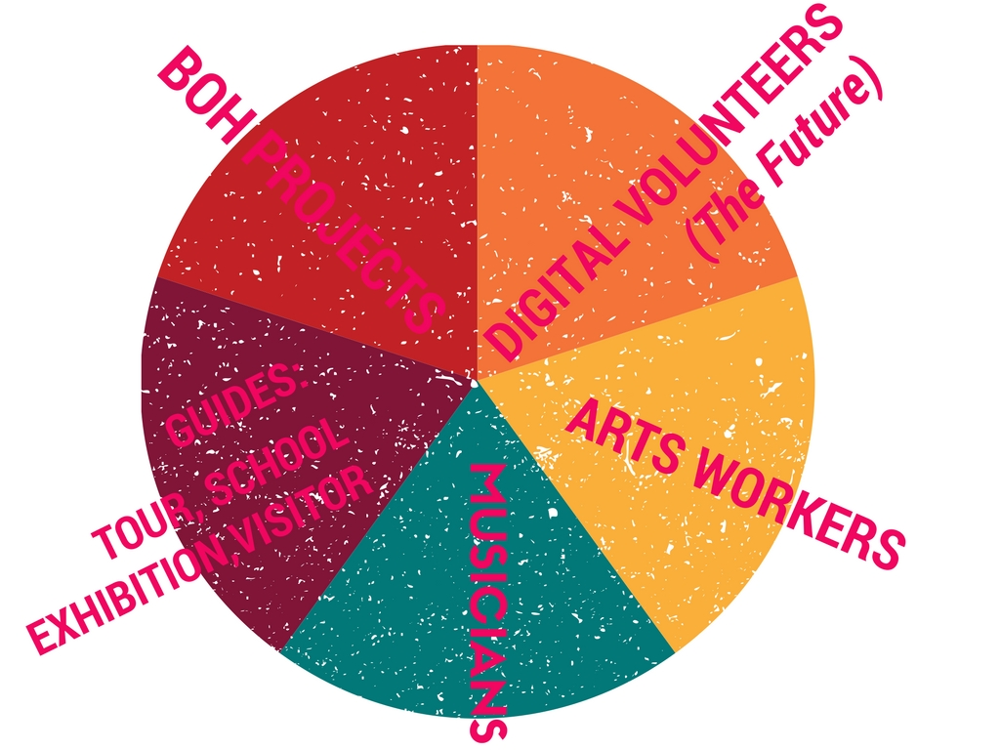 BOH PROJECTS
DIGITAL VOLUNTEERS
(The Future)
ARTS WORKERS
MUSICIANS
GUIDES:
TOUR, SCHOOL
EXHIBITION,VISITOR